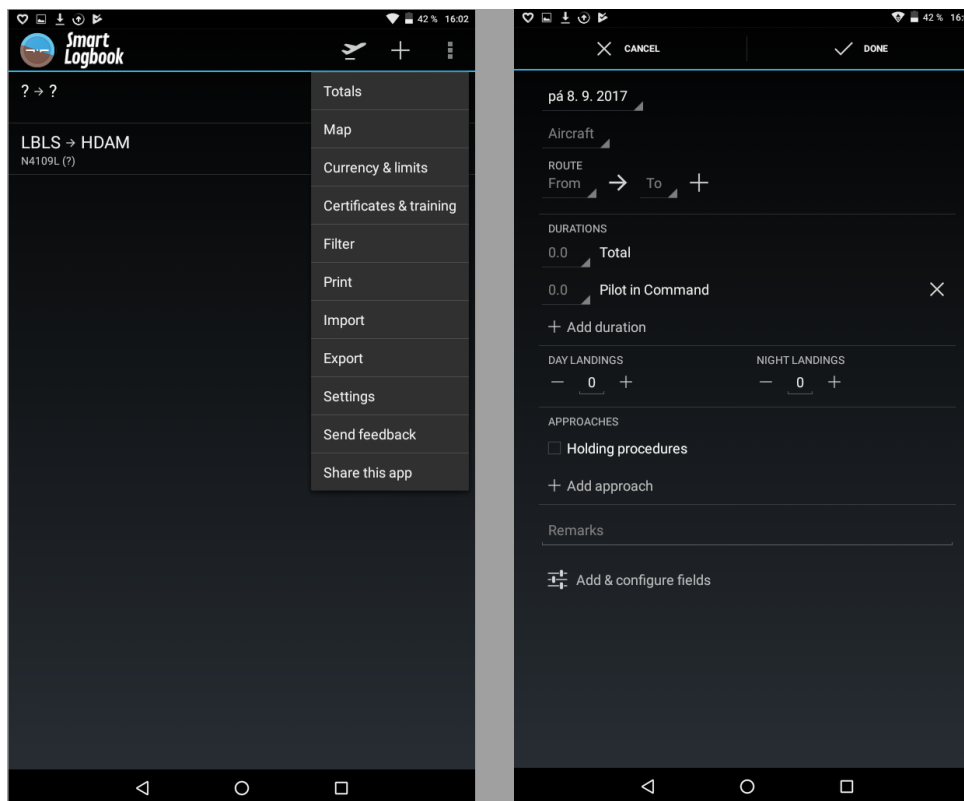 42 % 16:02
Smart
Logbook
? → ?
LBLS → HDAM
N4109L (?)
Totals
Map
Currency & limits
Certificates & training
Filter
Print
Import
Export
Settings
Send feedback
Share this app
42 % 16:
CANCEL
DONE
pá 8. 9. 2017
Aircraft
ROUTE
From → To +
DURATIONS
0.0 Total
0.0 Pilot in Command
+ Add duration
DAY LANDINGS NIGHT LANDINGS
− 0 + − 0 +
APPROACHES
Holding procedures
+ Add approach
Remarks
Add & configure fields